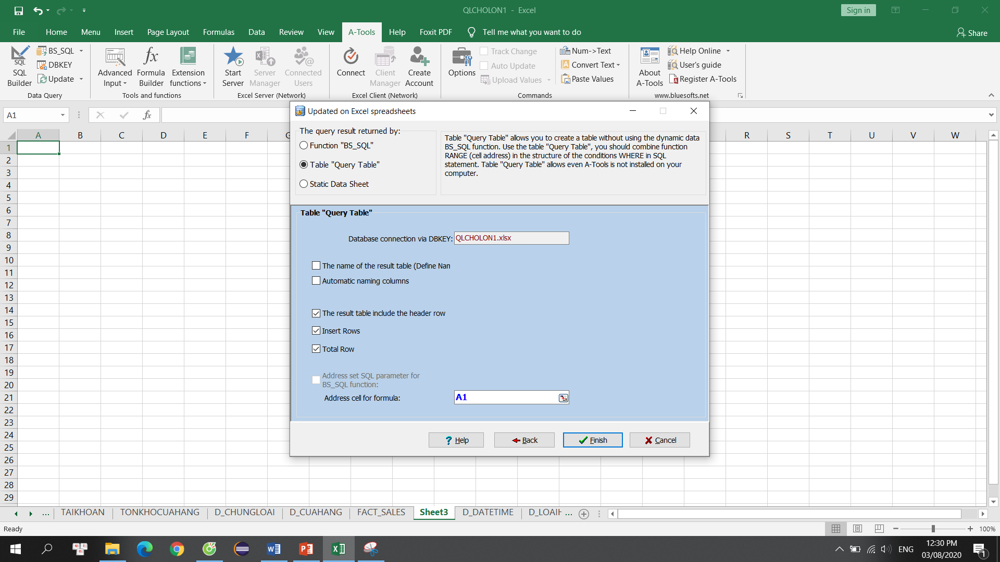 QLCHOLON1 - Excel
Sign in
File Home Menu Insert Page Layout Formulas Data Review View A-Tools Help Foxit PDF Tell me what you want to do Share
SQL
SQL Builder
BS_SQL
DBKEY
Update
Data Query
Advanced Input
fx
Formula Builder
Extension functions
Tools and functions
Start Server
Server Manager
Connected Users
Excel Server (Network)
Connect
Client Manager
Create Account
Excel Client (Network)
Options
Track Change
Auto Update
Upload Values
Num->Text
Convert Text
Paste Values
Commands
About A-Tools
Help Online
User's guide
Register A-Tools
www.bluesofts.net
A1
fx
A B C D E F G R S T U V W
1
2
3
4
5
6
7
8
9
10
11
12
13
14
15
16
17
18
19
20
21
22
23
24
25
26
27
28
29
Updated on Excel spreadsheets
The query result returned by:
Function "BS_SQL"
Table "Query Table"
Static Data Sheet
Table "Query Table" allows you to create a table without using the dynamic data
BS_SQL function. Use the table "Query Table", you should combine function
RANGE (cell address) in the structure of the conditions WHERE in SQL
statement. Table "Query Table" allows even A-Tools is not installed on your
computer.
Table "Query Table"
Database connection via DBKEY: QLCHOLON1.xlsx
The name of the result table (Define Nan
Automatic naming columns
The result table include the header row
Insert Rows
Total Row
Address set SQL parameter for
BS_SQL function:
Address cell for formula: A1
? Help Back Finish Cancel
... TAIKHOAN TONKHOCUAHANG D_CHUNGLOAI D_CUAHANG FACT_SALES Sheet3 D_DATETIME D_LOAIH ...
Ready
100%
ENG
12:30 PM
03/08/2020
1